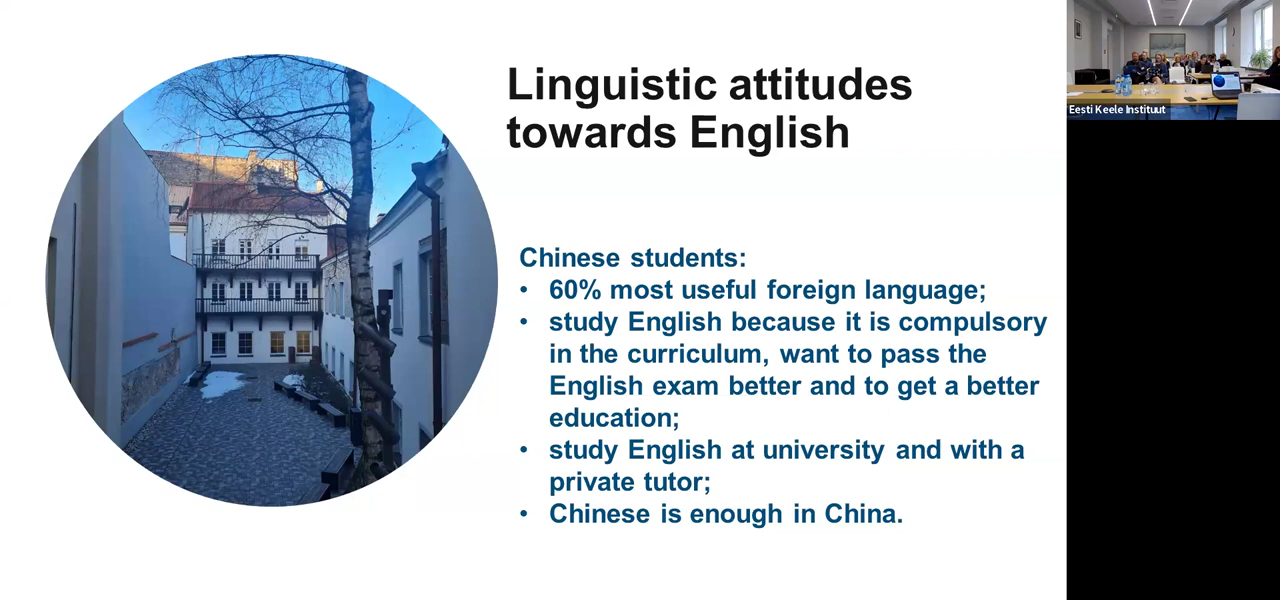 Linguistic attitudes
towards English
Chinese students:
• 60% most useful foreign language;
• study English because it is compulsory
in the curriculum, want to pass the
English exam better and to get a better
education;
• study English at university and with a
private tutor;
• Chinese is enough in China.
Eesti Keele Instituut